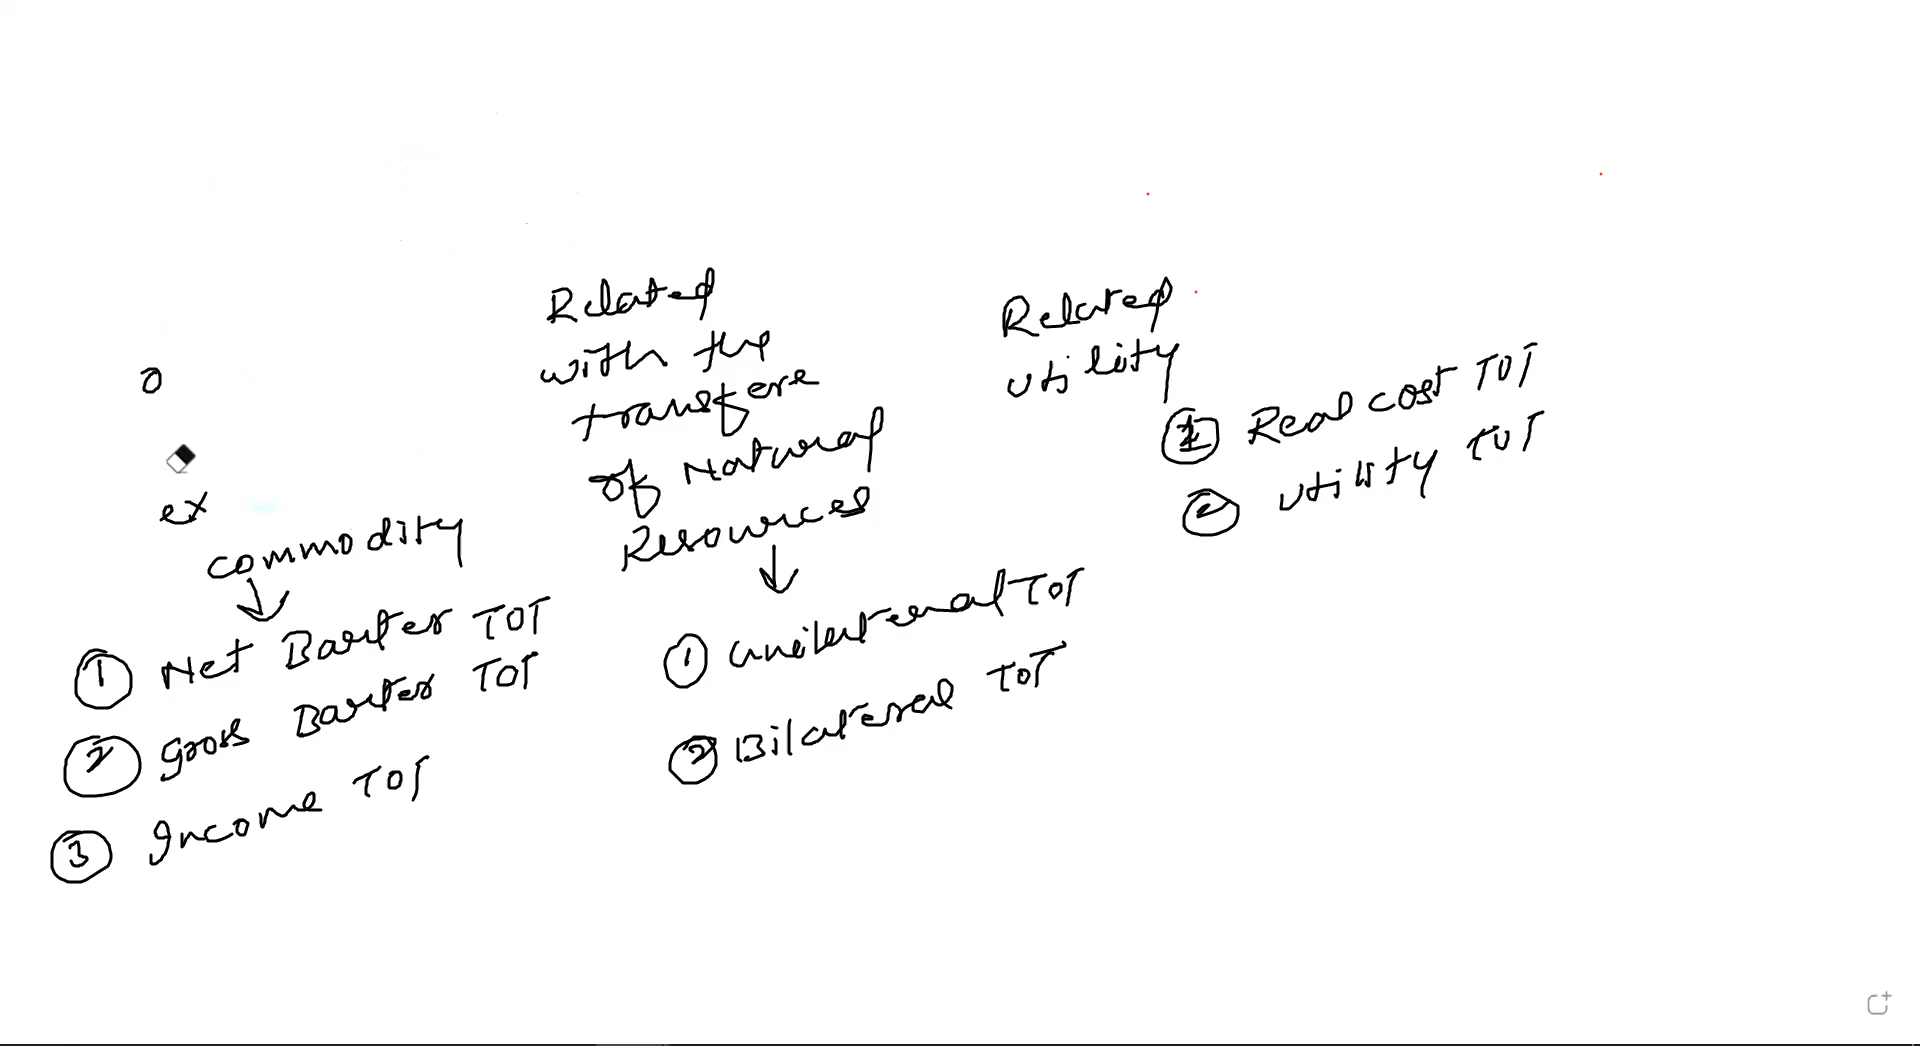 o
ex
commodity
① Net Barter TOT
② Gross Barter TOT
③ Income TOT
Related
with the
transfere
of Natural
Resources
① unilateral TOT
② Bilateral TOT
Related
utility
① Real cost TOT
② utility TOT